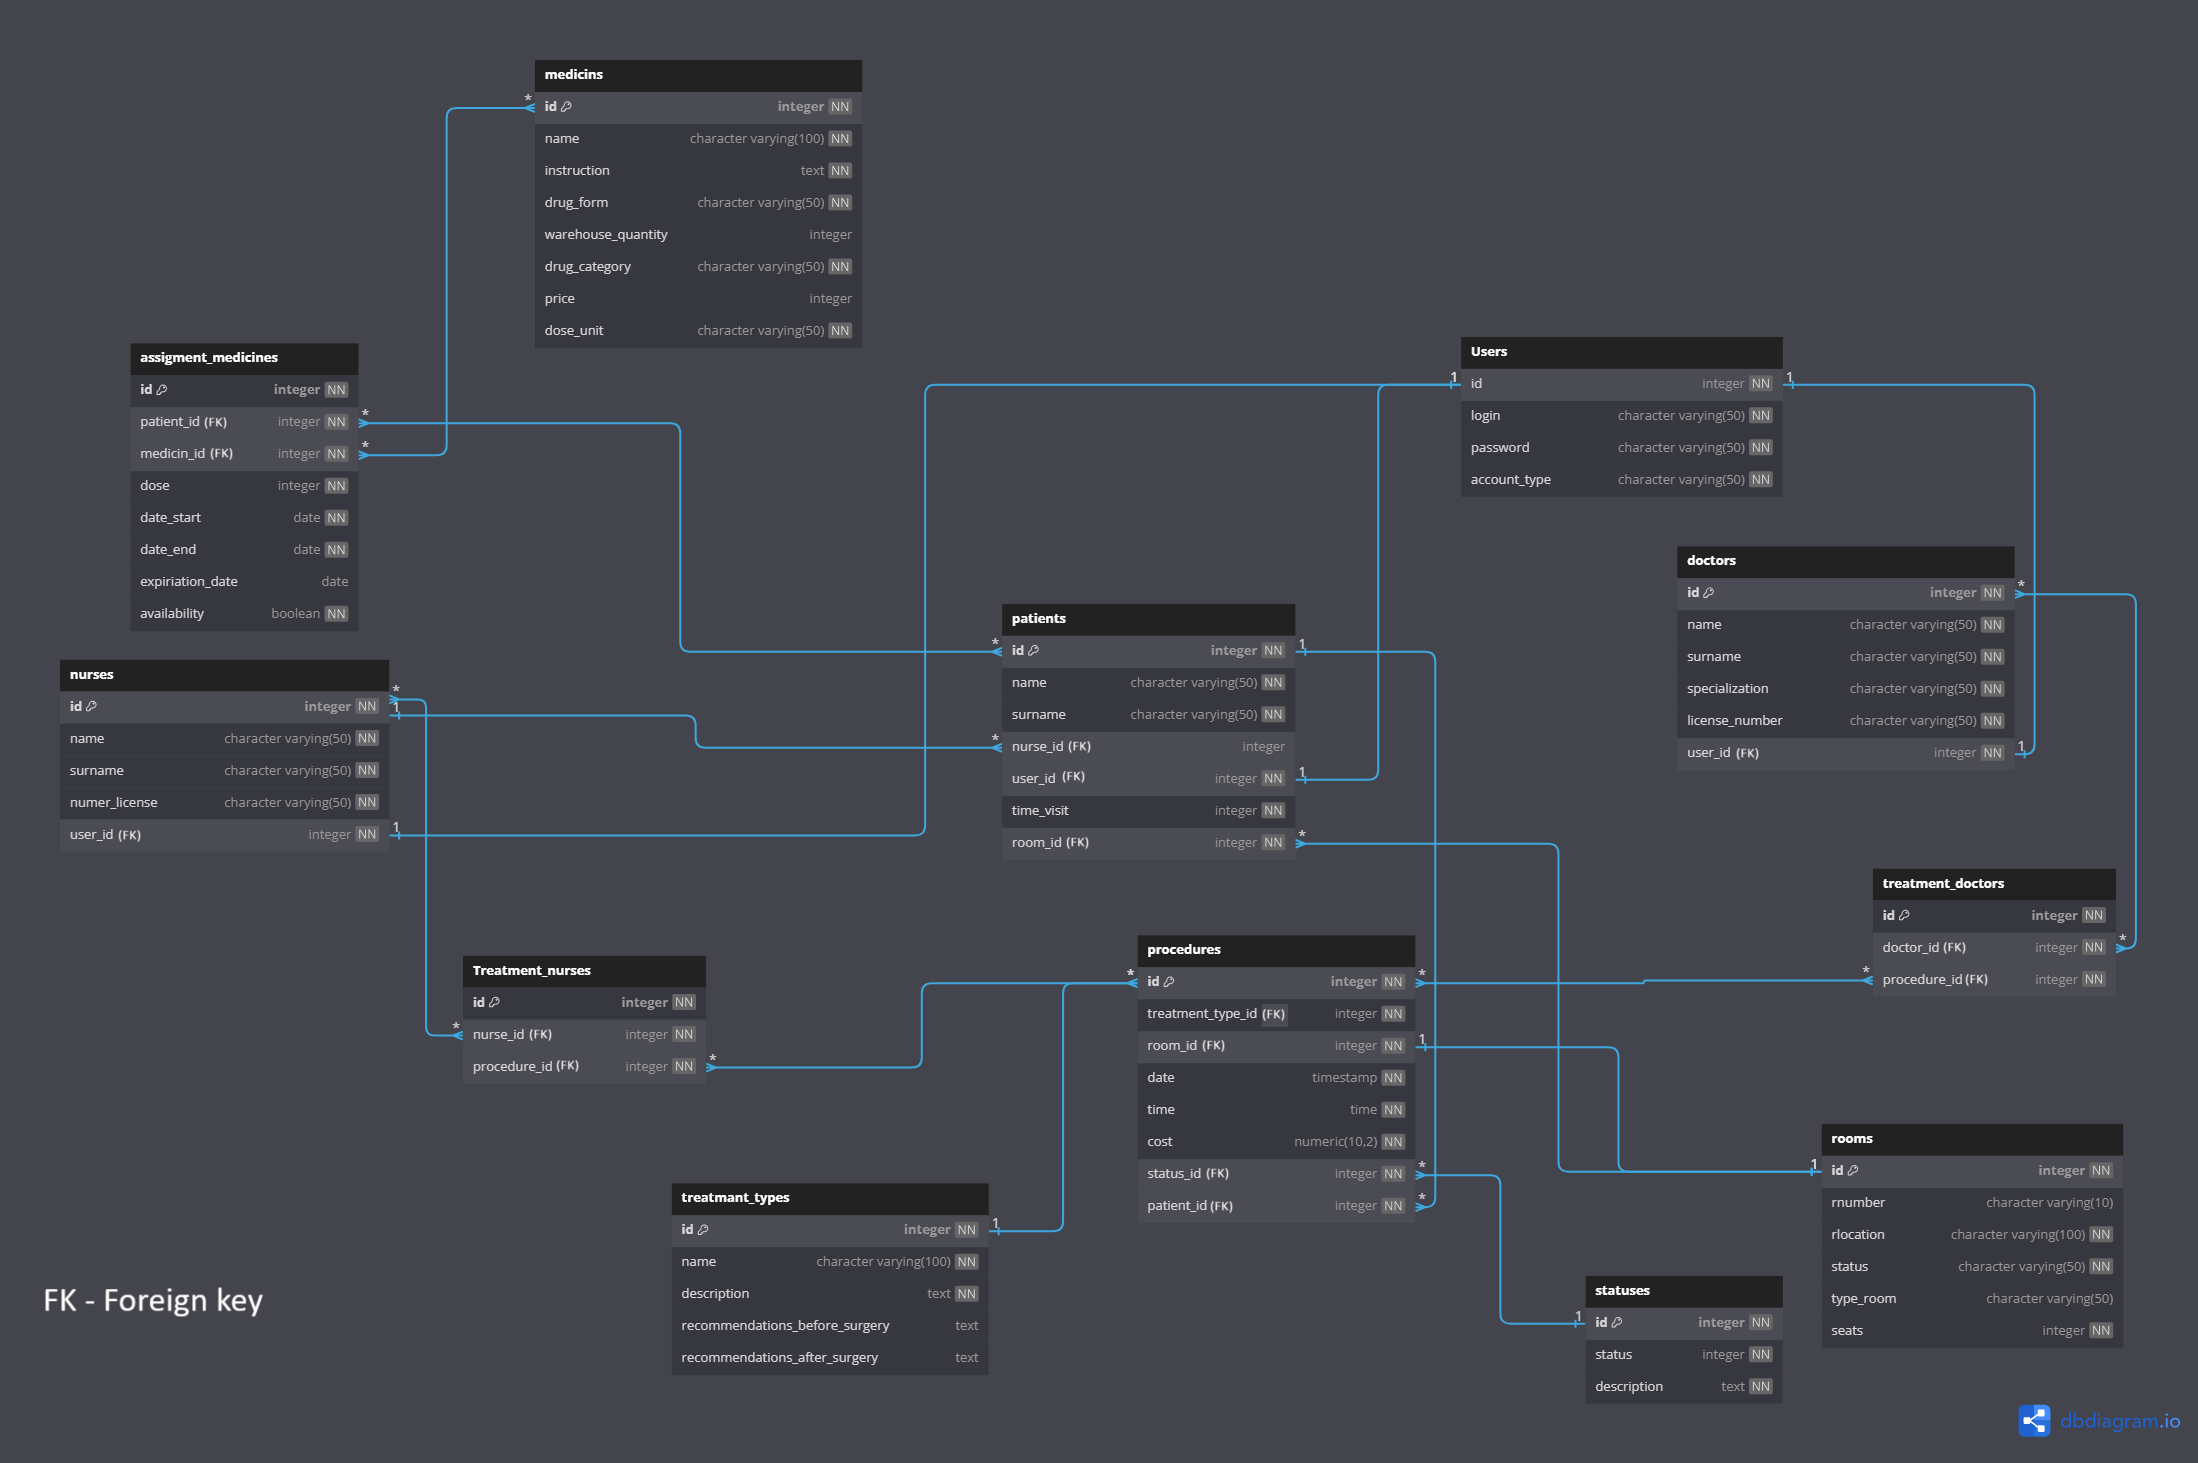 medicins
id integer NN
name character varying(100) NN
instruction text NN
drug_form character varying(50) NN
warehouse_quantity integer
drug_category character varying(50) NN
price integer
dose_unit character varying(50) NN
*
assigment_medicines
id integer NN
patient_id (FK) integer NN *
medicin_id (FK) integer NN *
dose integer NN
date_start date NN
date_end date NN
expiriation_date date
availability boolean NN
Users
1 id integer NN 1
login character varying(50) NN
password character varying(50) NN
account_type character varying(50) NN
doctors
id integer NN *
name character varying(50) NN
surname character varying(50) NN
specialization character varying(50) NN
license_number character varying(50) NN
user_id (FK) integer NN 1
patients
* id integer NN 1
name character varying(50) NN
surname character varying(50) NN
* nurse_id (FK) integer
user_id (FK) integer NN 1
time_visit integer NN
room_id (FK) integer NN *
nurses
id integer NN * 1
name character varying(50) NN
surname character varying(50) NN
numer_license character varying(50) NN
user_id (FK) integer NN 1
treatment_doctors
id integer NN
doctor_id (FK) integer NN *
* procedure_id (FK) integer NN
Treatment_nurses
id integer NN
* nurse_id (FK) integer NN
procedure_id (FK) integer NN *
procedures
* id integer NN *
treatment_type_id (FK) integer NN
room_id (FK) integer NN 1
date timestamp NN
time time NN
cost numeric(10,2) NN
status_id (FK) integer NN *
patient_id (FK) integer NN *
rooms
1 id integer NN
rnumber character varying(10)
rlocation character varying(100) NN
status character varying(50) NN
type_room character varying(50)
seats integer NN
treatmant_types
id integer NN 1
name character varying(100) NN
description text NN
recommendations_before_surgery text
recommendations_after_surgery text
statuses
1 id integer NN
status integer NN
description text NN
FK - Foreign key
dbdiagram.io